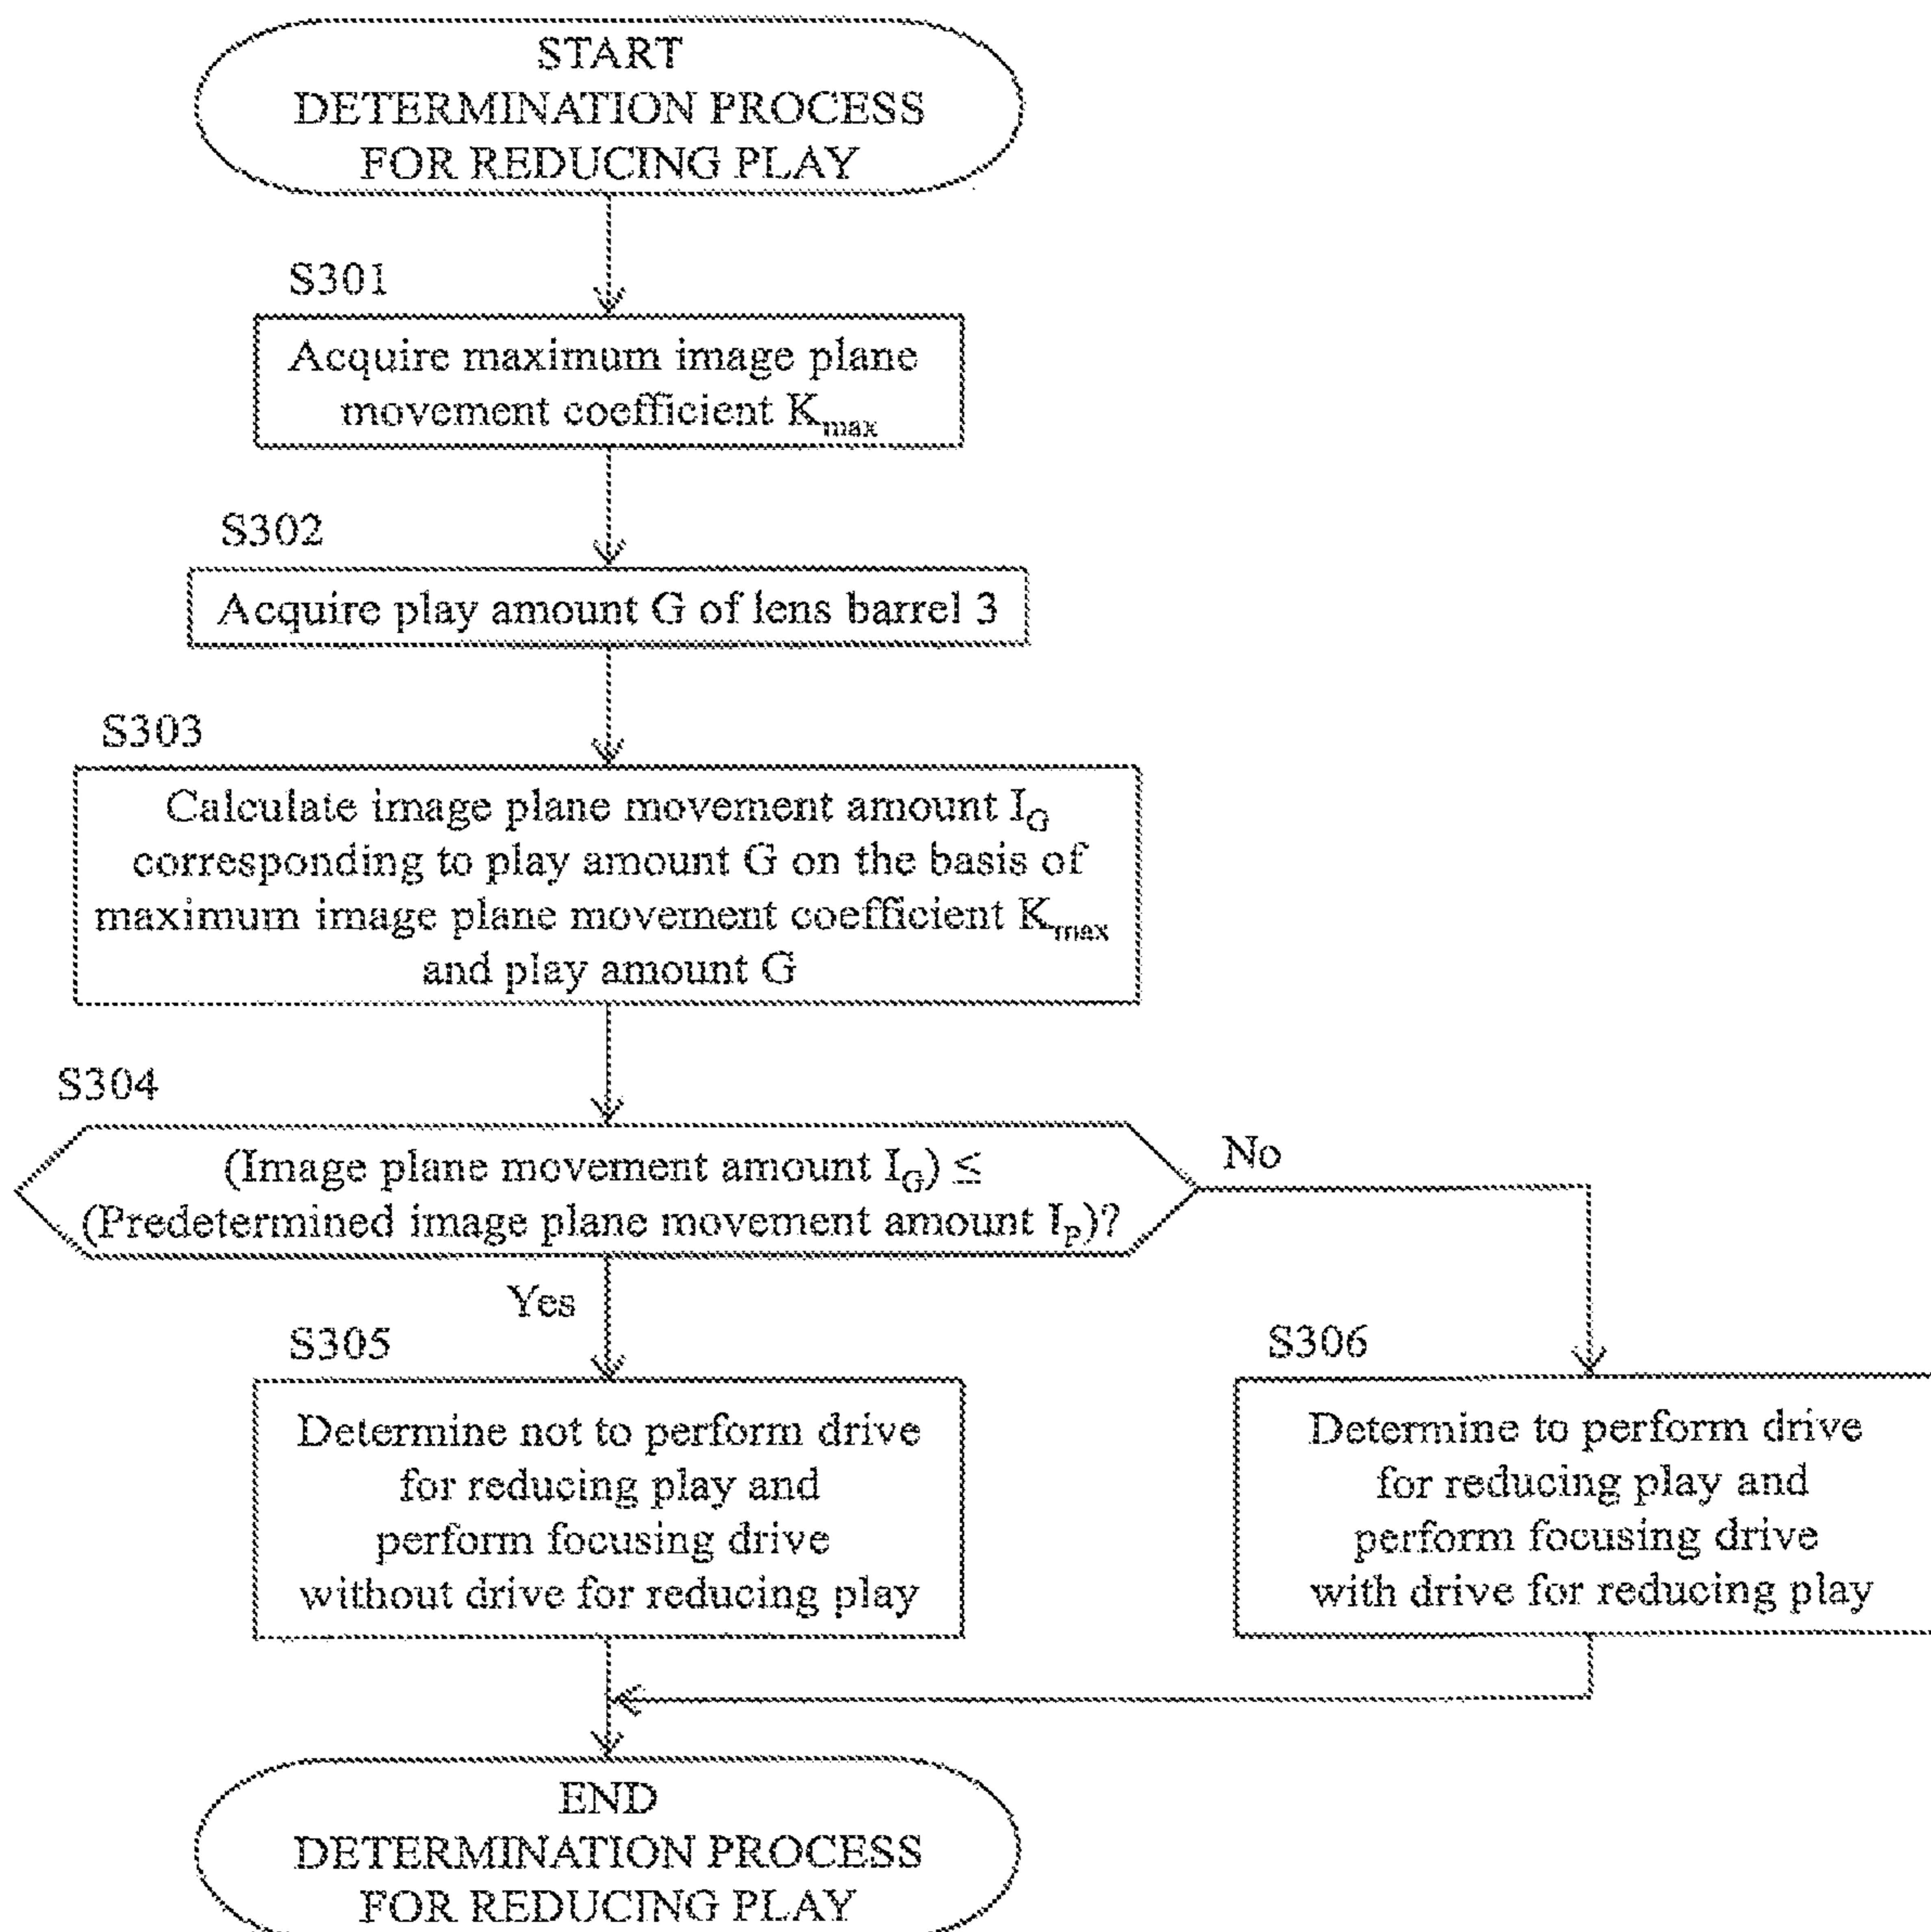 START
DETERMINATION PROCESS
FOR REDUCING PLAY
S301
Acquire maximum image plane
movement coefficient Kmax
S302
Acquire play amount G of lens barrel 3
S303
Calculate image plane movement amount IG
corresponding to play amount G on the basis of
maximum image plane movement coefficient Kmax
and play amount G
S304
(Image plane movement amount IG) ≤
(Predetermined image plane movement amount IP)?
No
Yes
S305
Determine not to perform drive
for reducing play and
perform focusing drive
without drive for reducing play
S306
Determine to perform drive
for reducing play and
perform focusing drive
with drive for reducing play
END
DETERMINATION PROCESS
FOR REDUCING PLAY